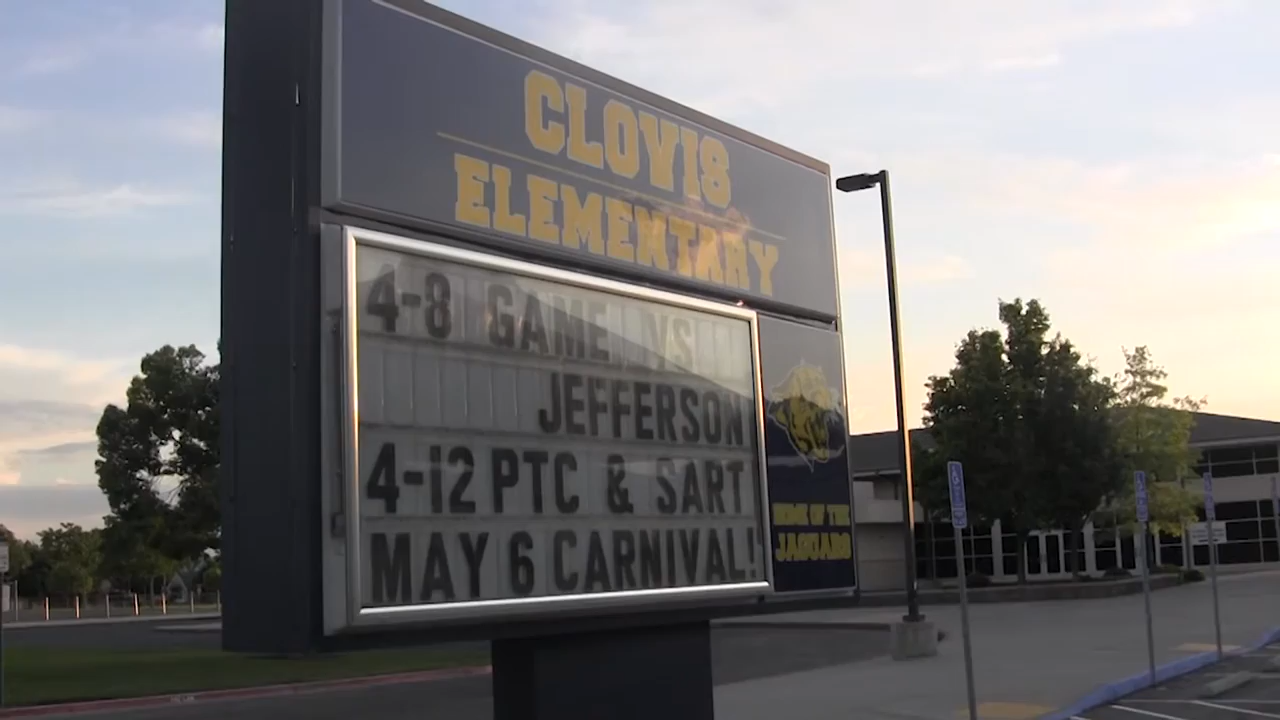 CLOVIS
ELEMENTARY
4-8 GAME VS
JEFFERSON
4-12 PTC & SART
MAY 6 CARNIVAL!
HOME OF THE
JAGUARS